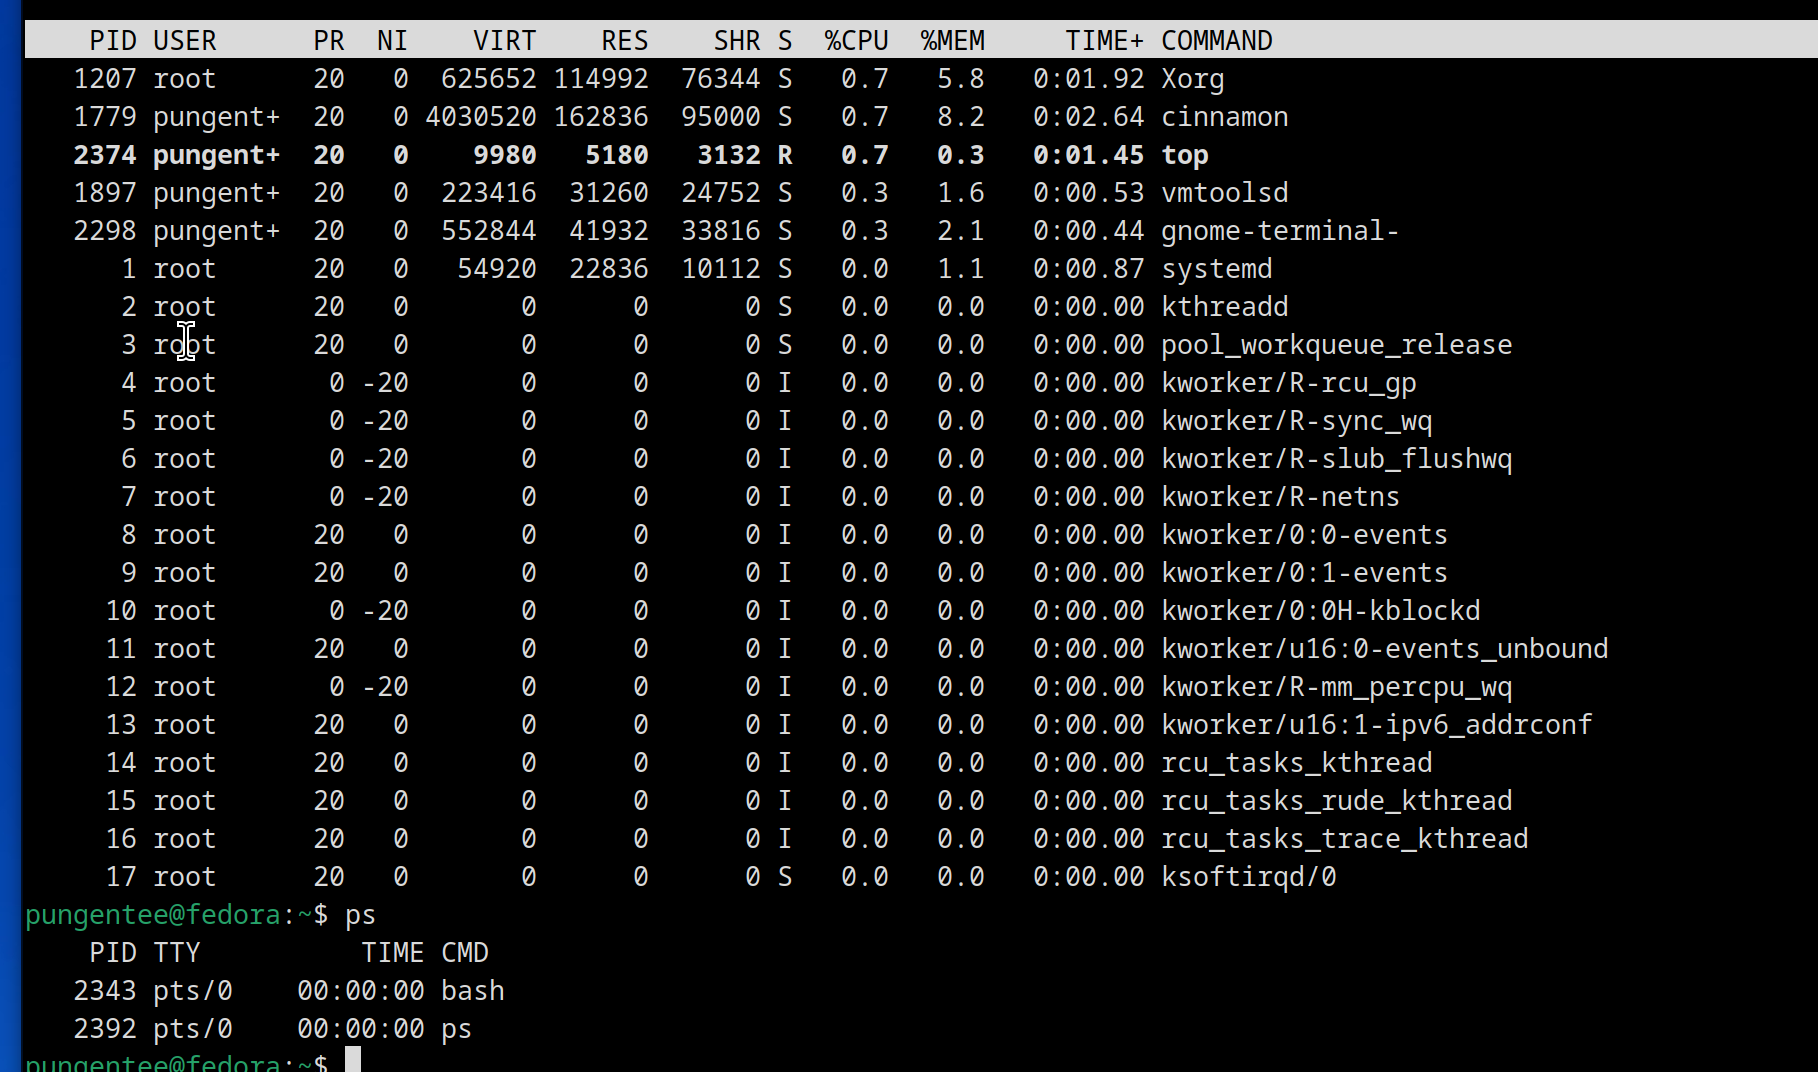 PID USER PR NI VIRT RES SHR S %CPU %MEM TIME+ COMMAND
1207 root 20 0 625652 114992 76344 S 0.7 5.8 0:01.92 Xorg
1779 pungent+ 20 0 4030520 162836 95000 S 0.7 8.2 0:02.64 cinnamon
2374 pungent+ 20 0 9980 5180 3132 R 0.7 0.3 0:01.45 top
1897 pungent+ 20 0 223416 31260 24752 S 0.3 1.6 0:00.53 vmtoolsd
2298 pungent+ 20 0 552844 41932 33816 S 0.3 2.1 0:00.44 gnome-terminal-
1 root 20 0 54920 22836 10112 S 0.0 1.1 0:00.87 systemd
2 root 20 0 0 0 0 S 0.0 0.0 0:00.00 kthreadd
3 root 20 0 0 0 0 S 0.0 0.0 0:00.00 pool_workqueue_release
4 root 0 -20 0 0 0 I 0.0 0.0 0:00.00 kworker/R-rcu_gp
5 root 0 -20 0 0 0 I 0.0 0.0 0:00.00 kworker/R-sync_wq
6 root 0 -20 0 0 0 I 0.0 0.0 0:00.00 kworker/R-slub_flushwq
7 root 0 -20 0 0 0 I 0.0 0.0 0:00.00 kworker/R-netns
8 root 20 0 0 0 0 I 0.0 0.0 0:00.00 kworker/0:0-events
9 root 20 0 0 0 0 I 0.0 0.0 0:00.00 kworker/0:1-events
10 root 0 -20 0 0 0 I 0.0 0.0 0:00.00 kworker/0:0H-kblockd
11 root 20 0 0 0 0 I 0.0 0.0 0:00.00 kworker/u16:0-events_unbound
12 root 0 -20 0 0 0 I 0.0 0.0 0:00.00 kworker/R-mm_percpu_wq
13 root 20 0 0 0 0 I 0.0 0.0 0:00.00 kworker/u16:1-ipv6_addrconf
14 root 20 0 0 0 0 I 0.0 0.0 0:00.00 rcu_tasks_kthread
15 root 20 0 0 0 0 I 0.0 0.0 0:00.00 rcu_tasks_rude_kthread
16 root 20 0 0 0 0 I 0.0 0.0 0:00.00 rcu_tasks_trace_kthread
17 root 20 0 0 0 0 S 0.0 0.0 0:00.00 ksoftirqd/0
pungentee@fedora:~$ ps
PID TTY TIME CMD
2343 pts/0 00:00:00 bash
2392 pts/0 00:00:00 ps
pungentee@fedora:~$